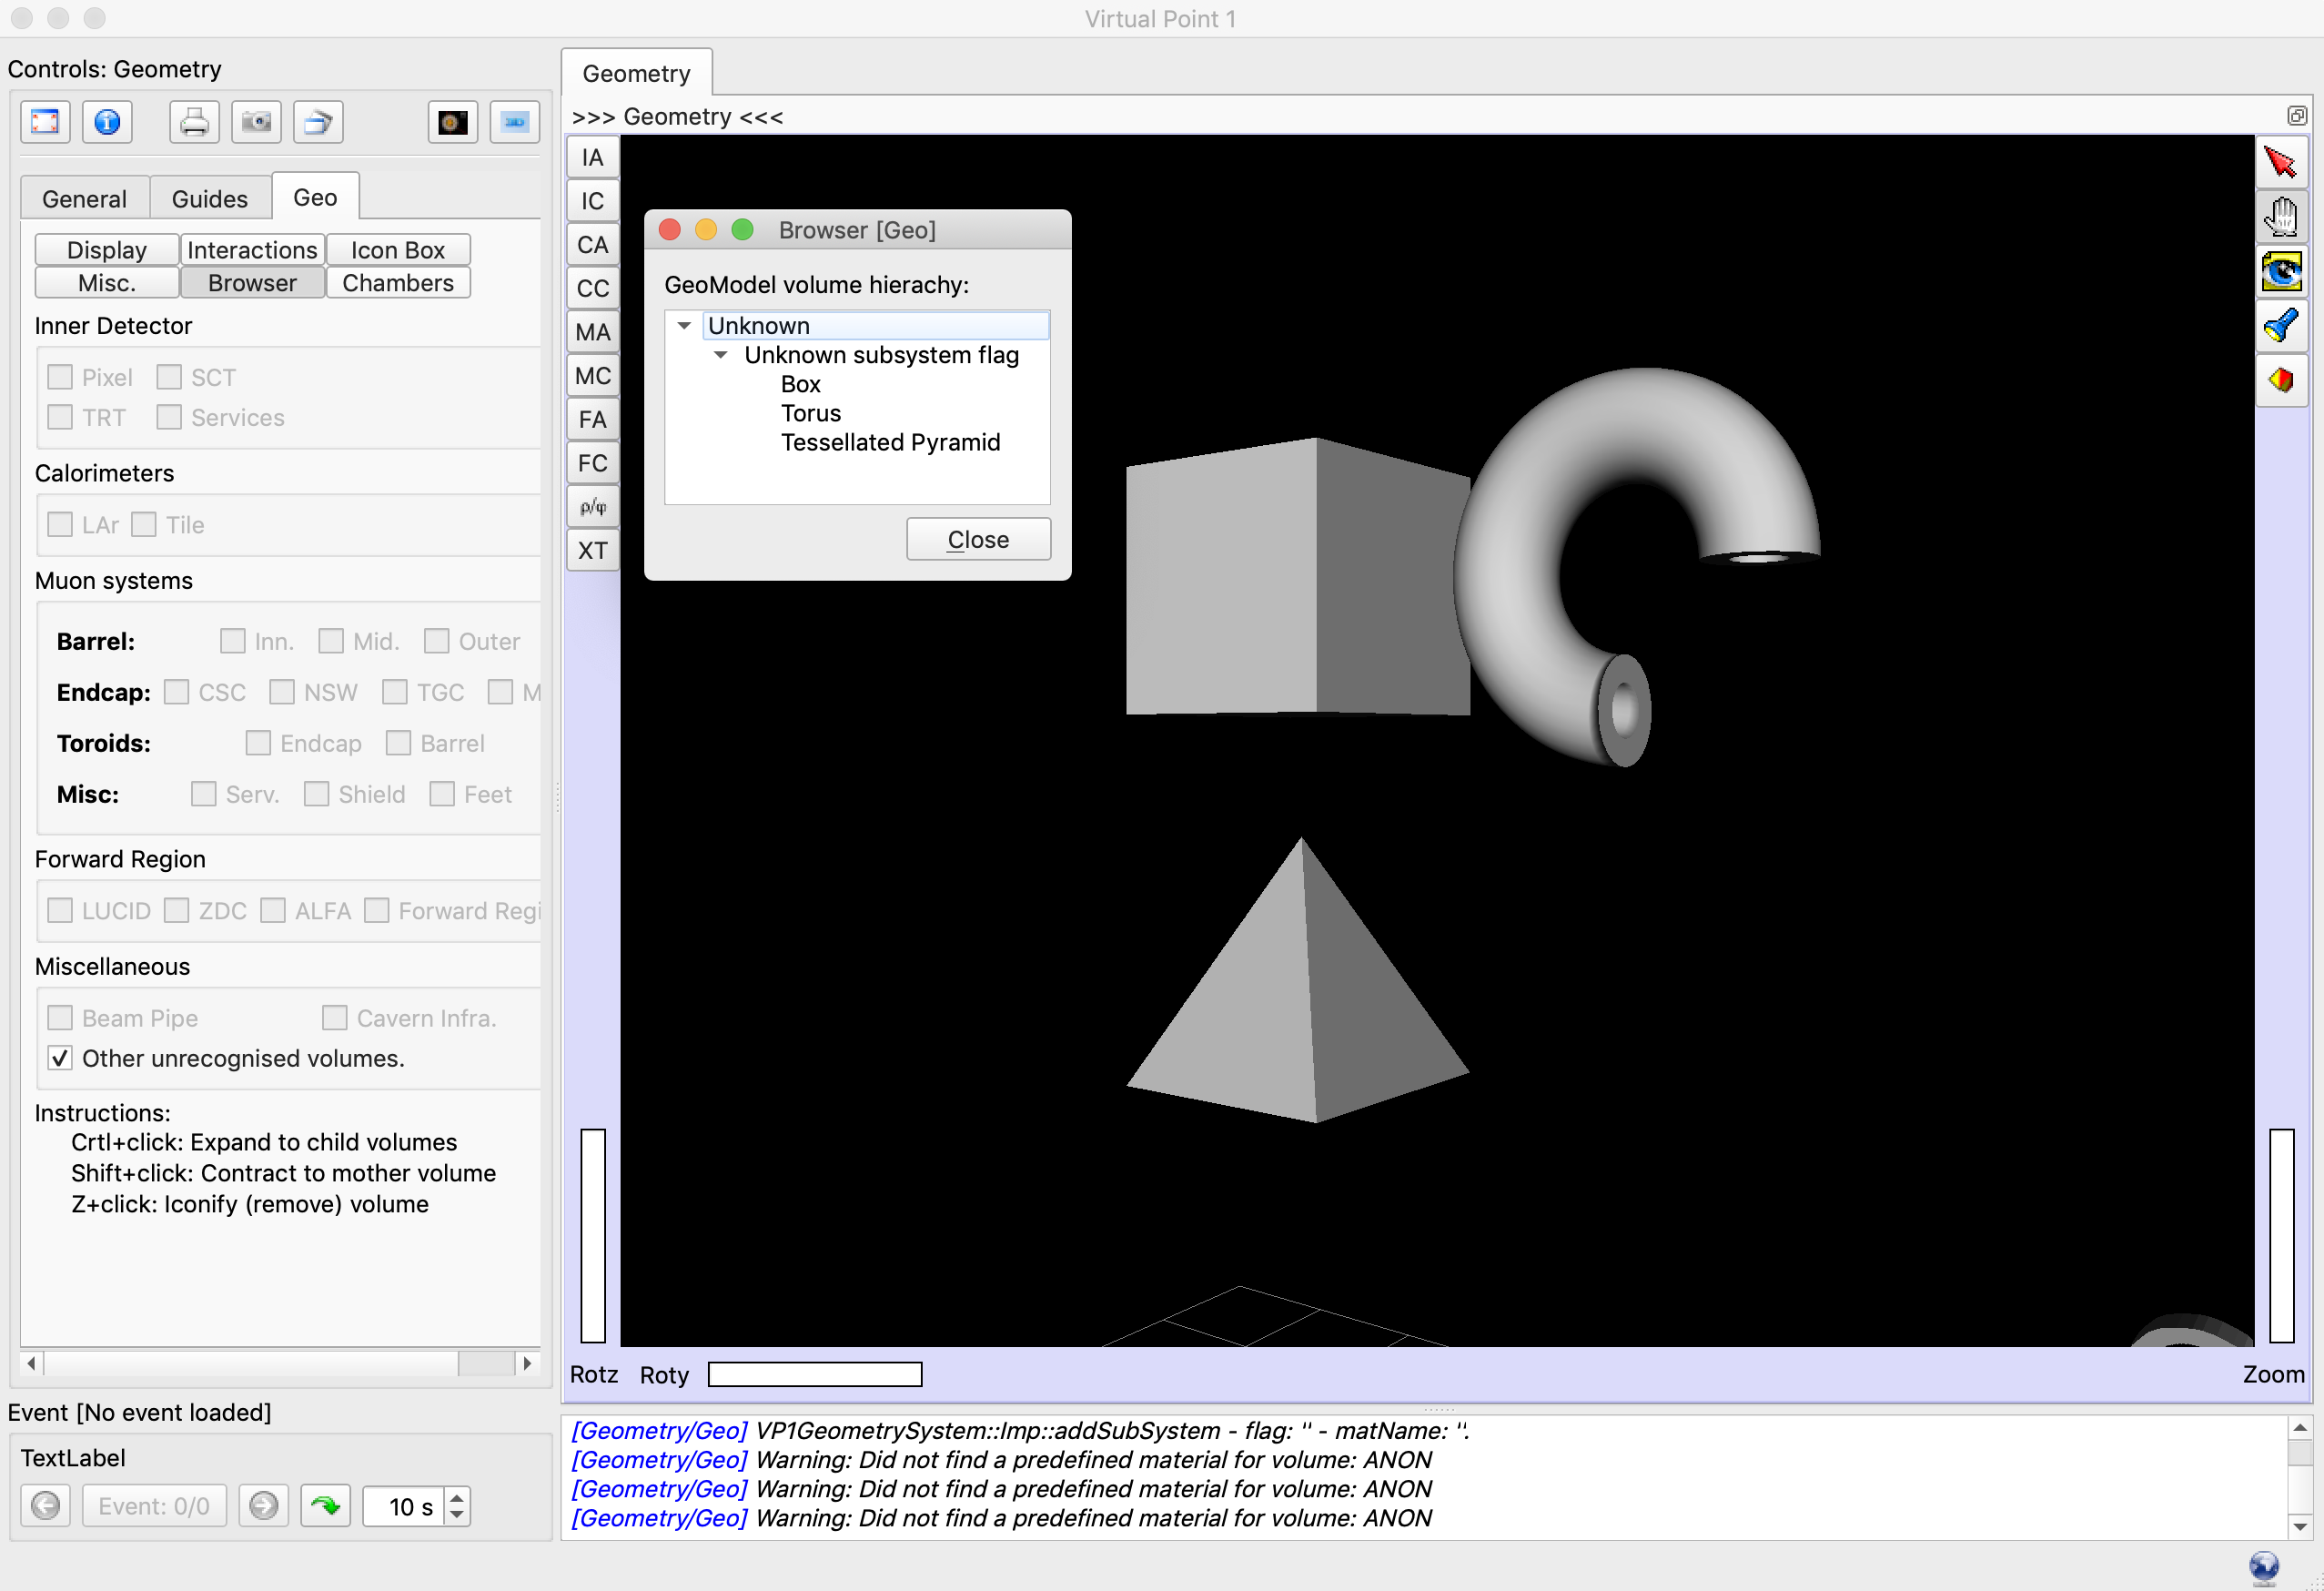 Virtual Point 1
Controls: Geometry
General
Guides
Geo
Display
Interactions
Icon Box
Misc.
Browser
Chambers
Inner Detector
Pixel
SCT
TRT
Services
Calorimeters
LAr
Tile
Muon systems
Barrel:
Inn.
Mid.
Outer
Endcap:
CSC
NSW
TGC
M
Toroids:
Endcap
Barrel
Misc:
Serv.
Shield
Feet
Forward Region
LUCID
ZDC
ALFA
Forward Regi
Miscellaneous
Beam Pipe
Cavern Infra.
Other unrecognised volumes.
Instructions:
Crtl+click: Expand to child volumes
Shift+click: Contract to mother volume
Z+click: Iconify (remove) volume
Event [No event loaded]
TextLabel
Event: 0/0
10 s
Geometry
>>> Geometry <<<
IA
IC
CA
CC
MA
MC
FA
FC
ρ/φ
XT
Browser [Geo]
GeoModel volume hierachy:
Unknown
Unknown subsystem flag
Box
Torus
Tessellated Pyramid
Close
Rotz
Roty
Zoom
[Geometry/Geo] VP1GeometrySystem::Imp::addSubSystem - flag: '' - matName: ''.
[Geometry/Geo] Warning: Did not find a predefined material for volume: ANON
[Geometry/Geo] Warning: Did not find a predefined material for volume: ANON
[Geometry/Geo] Warning: Did not find a predefined material for volume: ANON